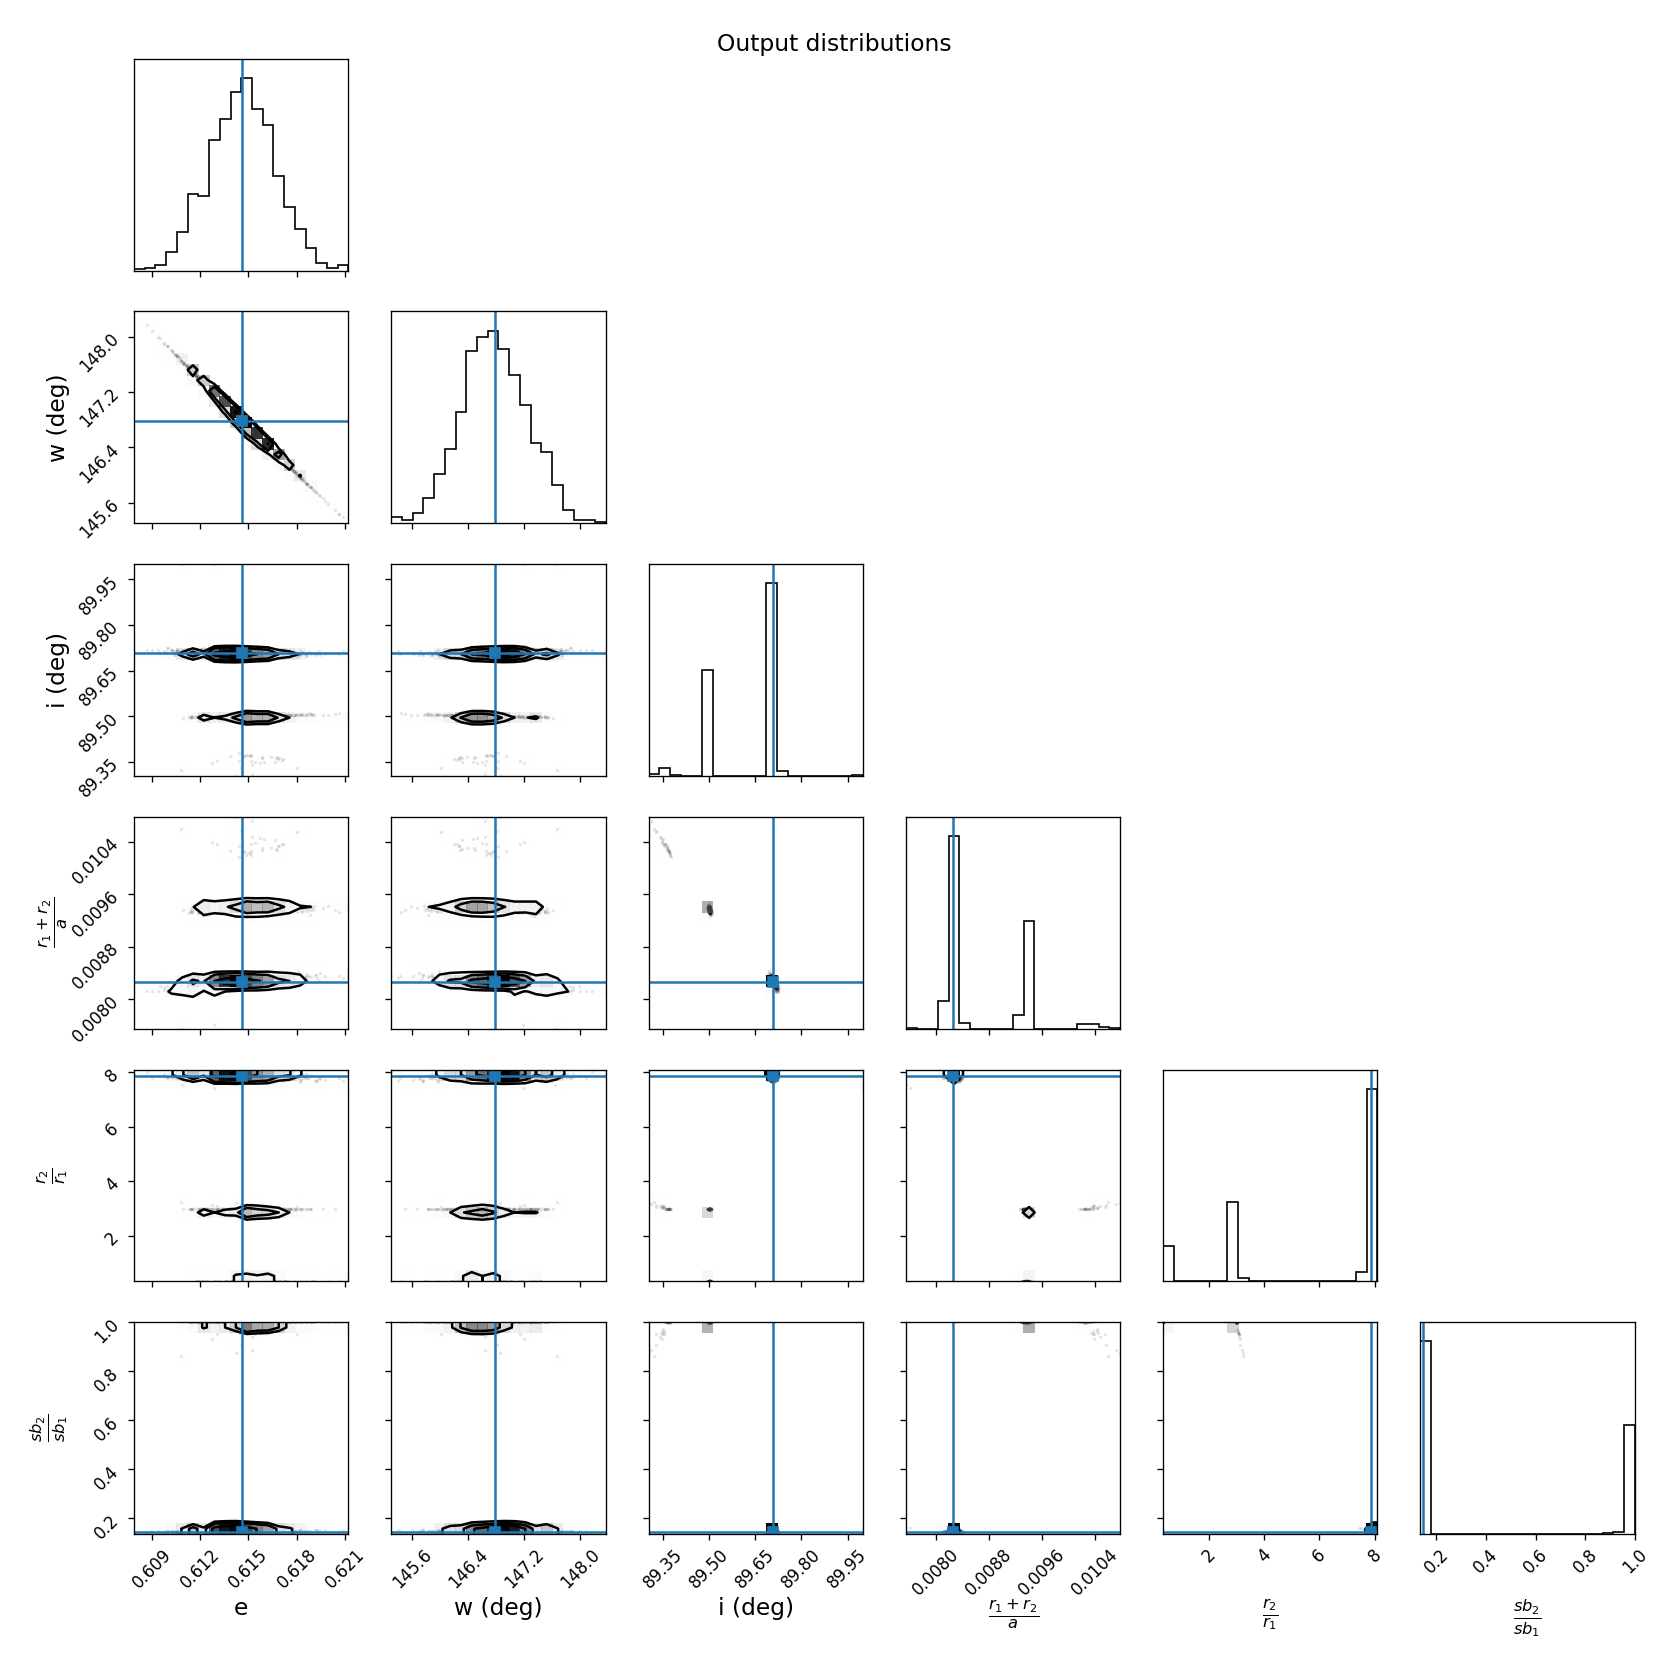 Output distributions
w (deg)
148.0
147.2
146.4
145.6
i (deg)
89.95
89.80
89.65
89.50
89.35
r₁ + r₂
a
0.0104
0.0096
0.0088
0.0080
r₂
r₁
8
6
4
2
sb₂
sb₁
1.0
0.8
0.6
0.4
0.2
0.609 0.612 0.615 0.618 0.621
145.6 146.4 147.2 148.0
89.35 89.50 89.65 89.80 89.95
0.0080 0.0088 0.0096 0.0104
2 4 6 8
0.2 0.4 0.6 0.8 1.0
e
w (deg)
i (deg)
r₁ + r₂
a
r₂
r₁
sb₂
sb₁